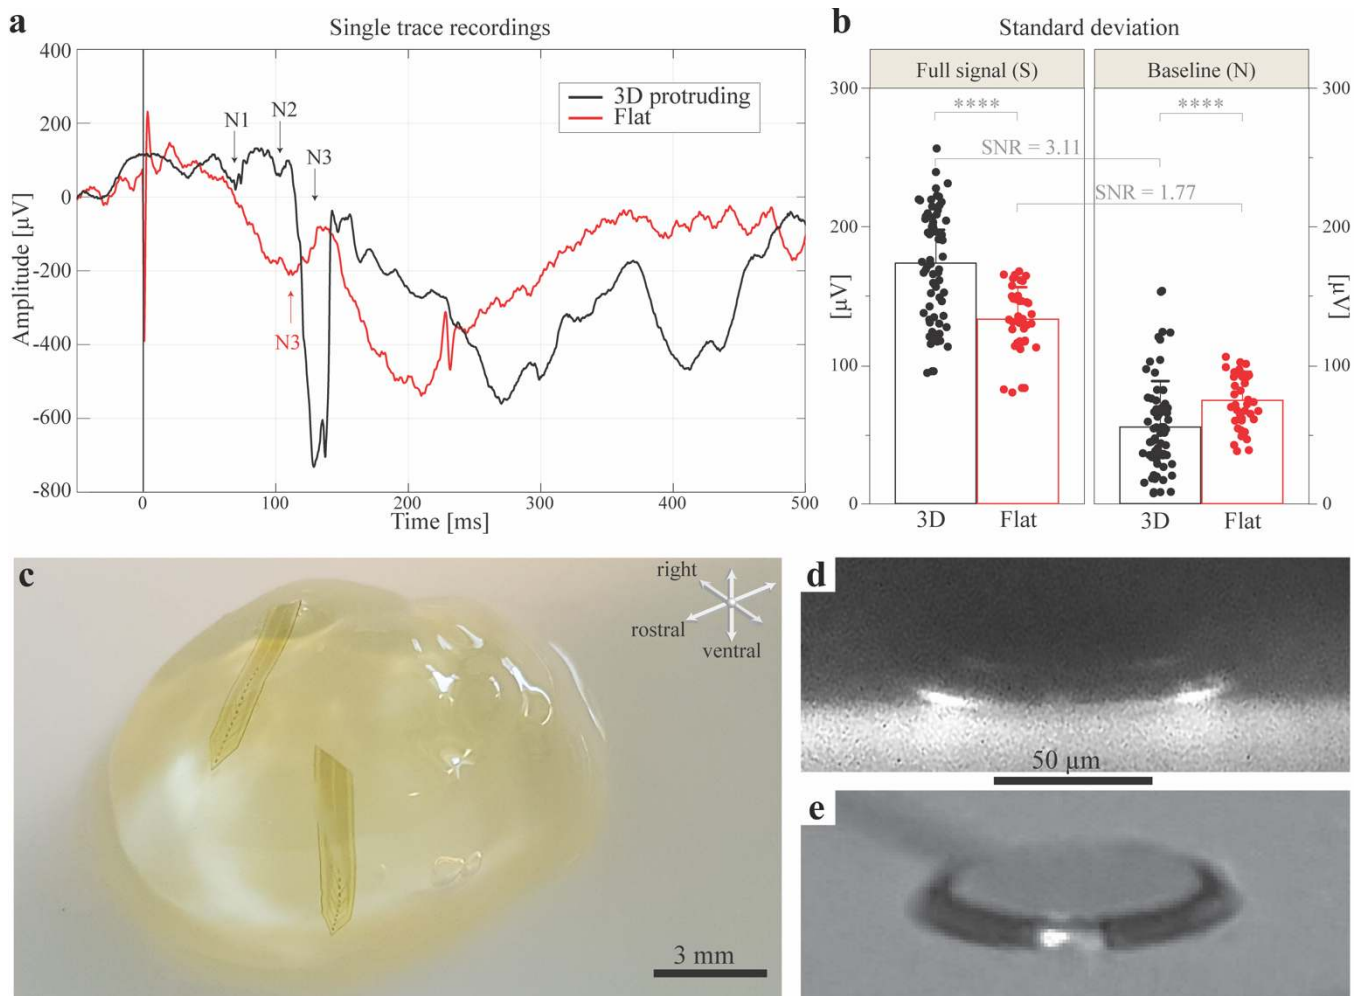 a
Single trace recordings
400
200
0
-200
-400
-600
-800
Amplitude [µV]
3D protruding
Flat
N1
N2
N3
N3
0
100
200
300
400
500
Time [ms]
b
Standard deviation
Full signal (S)
Baseline (N)
300
200
100
0
[µV]
****
****
SNR = 3.11
SNR = 1.77
300
200
100
0
[µV]
3D
Flat
3D
Flat
c
right
rostral
ventral
3 mm
d
50 µm
e